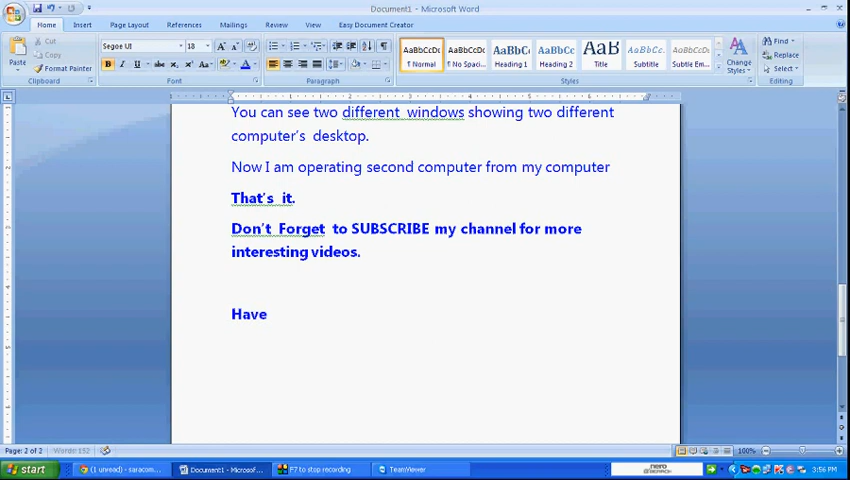 Document1 - Microsoft Word
Home Insert Page Layout References Mailings Review View Easy Document Creator
Paste
Cut
Copy
Format Painter
Clipboard
Segoe UI 18
Font
Paragraph
AaBbCcDc AaBbCcDc AaBbCc AaBbCc AaB AaBbCc. AaBbCcDc
¶ Normal ¶ No Spaci... Heading 1 Heading 2 Title Subtitle Subtle Em...
Change Styles
Styles
Find
Replace
Select
Editing
You can see two different windows showing two different
computer's desktop.
Now I am operating second computer from my computer
That's it.
Don't Forget to SUBSCRIBE my channel for more
interesting videos.
Have
Page: 2 of 2 Words: 132 100%
start (1 unread) - saracom... Document1 - Microsof... F7 to stop recording TeamViewer nero 3:56 PM